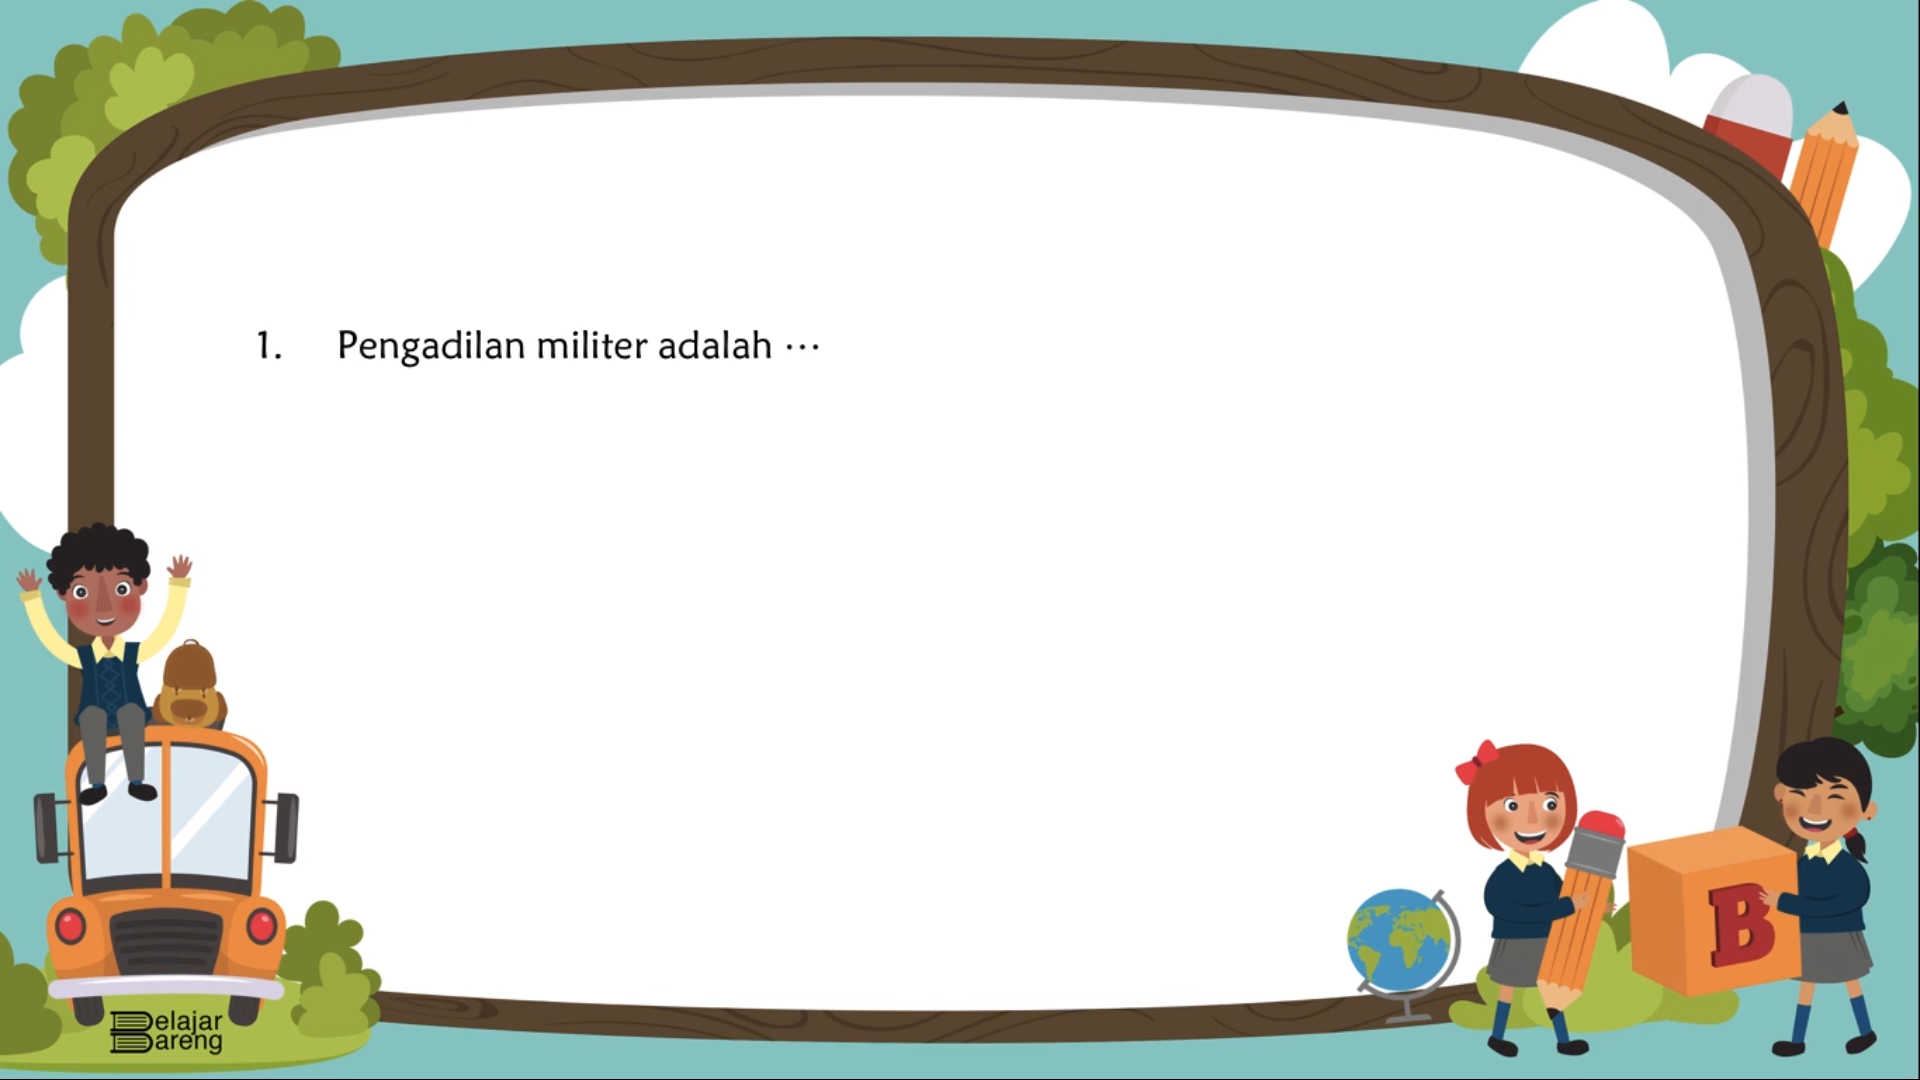 1. Pengadilan militer adalah ⋯
B
Belajar
Bareng